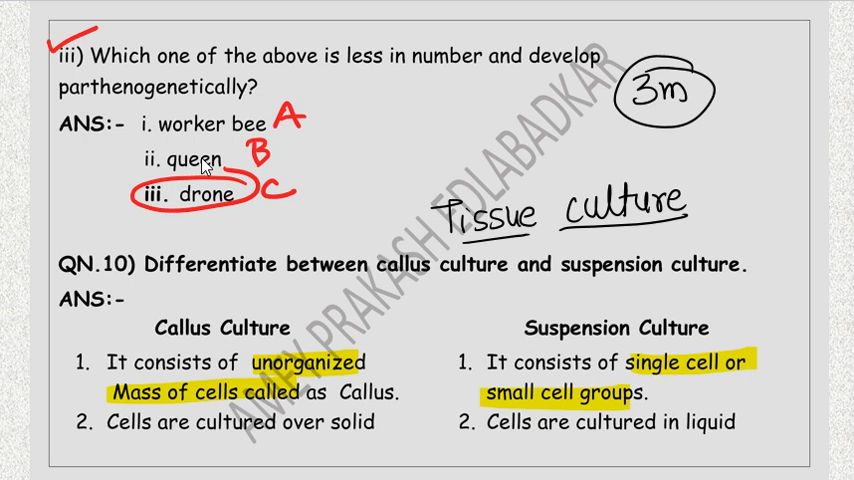 iii) Which one of the above is less in number and develop
parthenogenetically?
3m
ANS:- i. worker bee A
ii. queen B
iii. drone C
Tissue culture
QN.10) Differentiate between callus culture and suspension culture.
ANS:-
Callus Culture Suspension Culture
1. It consists of unorganized 1. It consists of single cell or
Mass of cells called as Callus. small cell groups.
2. Cells are cultured over solid 2. Cells are cultured in liquid
AMEY PRAKASH EDLABADKAR